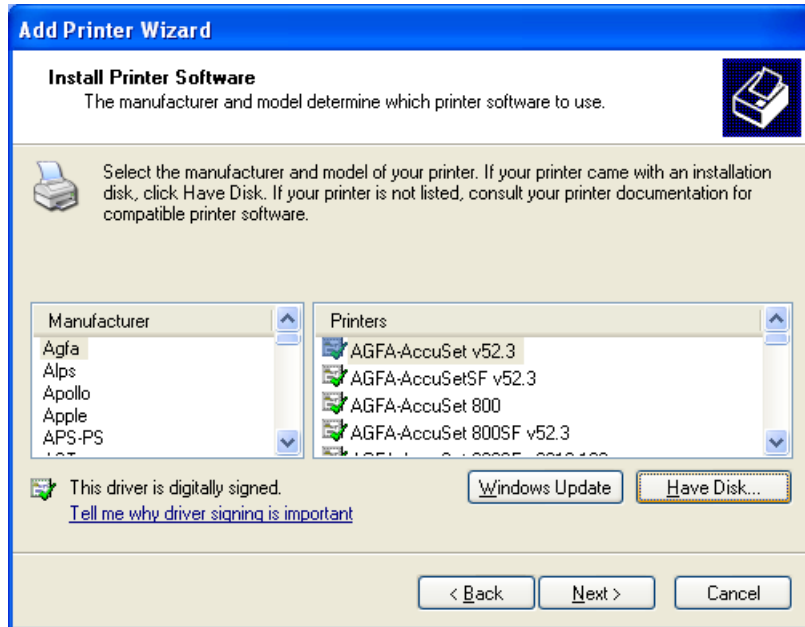 Add Printer Wizard
Install Printer Software
The manufacturer and model determine which printer software to use.
Select the manufacturer and model of your printer. If your printer came with an installation
disk, click Have Disk. If your printer is not listed, consult your printer documentation for
compatible printer software.
Manufacturer
Agfa
Alps
Apollo
Apple
APS-PS
Printers
AGFA-AccuSet v52.3
AGFA-AccuSetSF v52.3
AGFA-AccuSet 800
AGFA-AccuSet 800SF v52.3
This driver is digitally signed.
Tell me why driver signing is important
Windows Update
Have Disk...
< Back
Next >
Cancel